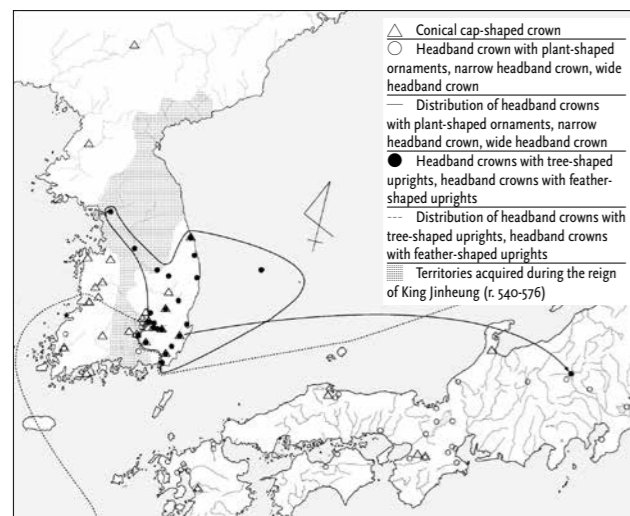 Conical cap-shaped crown
Headband crown with plant-shaped
ornaments, narrow headband crown, wide
headband crown
Distribution of headband crowns
with plant-shaped ornaments, narrow
headband crown, wide headband crown
Headband crowns with tree-shaped
uprights, headband crowns with feather-
shaped uprights
Distribution of headband crowns with
tree-shaped uprights, headband crowns
with feather-shaped uprights
Territories acquired during the reign
of King Jinheung (r. 540-576)